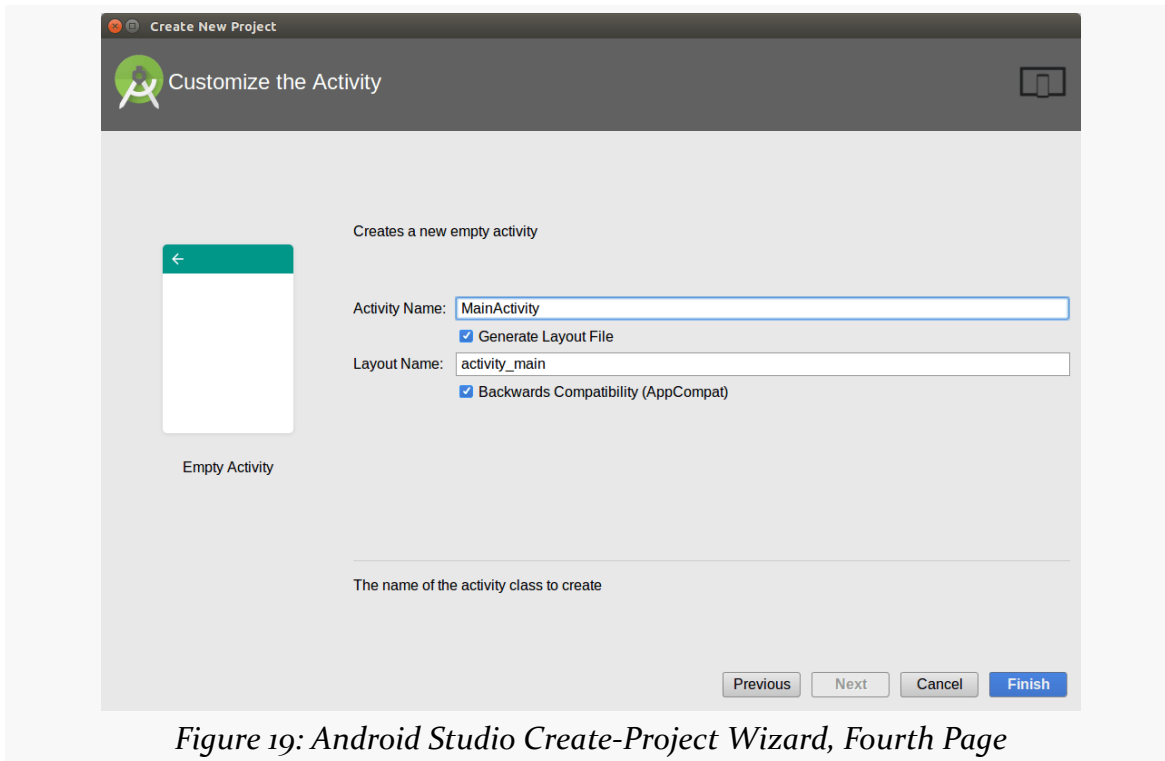 Create New Project
Customize the Activity
Creates a new empty activity
Activity Name: MainActivity
Generate Layout File
Layout Name: activity_main
Backwards Compatibility (AppCompat)
Empty Activity
The name of the activity class to create
Previous Next Cancel Finish
Figure 19: Android Studio Create-Project Wizard, Fourth Page